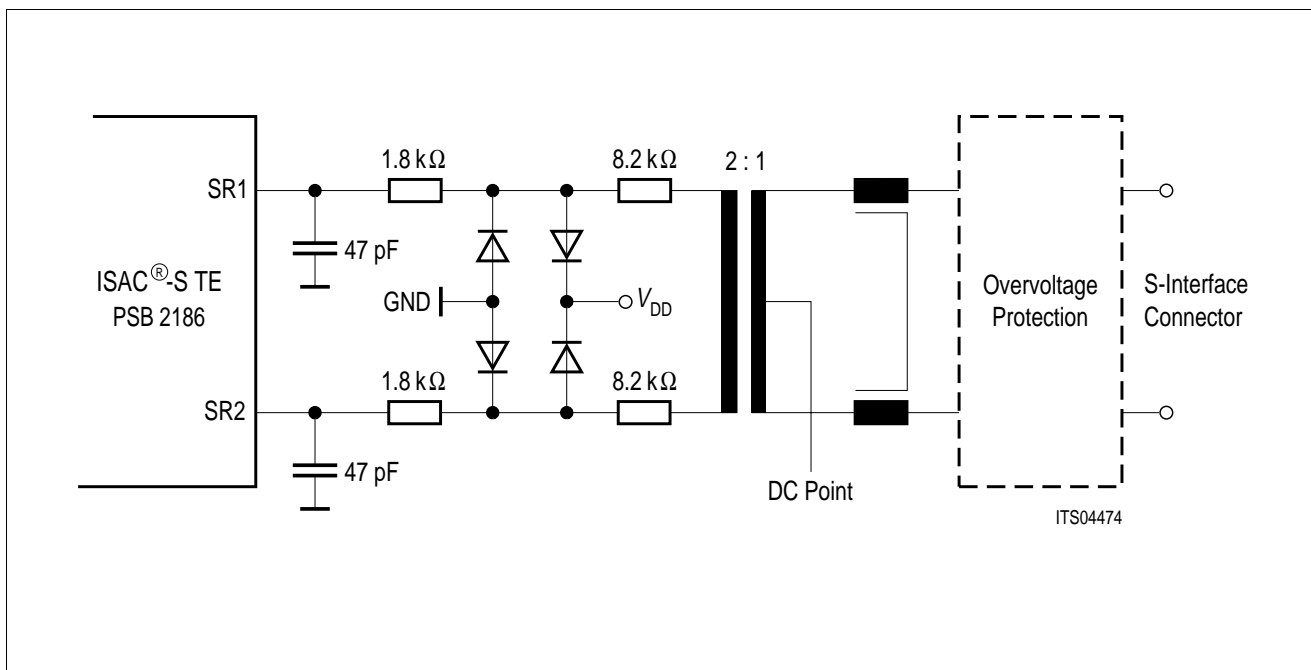 1.8 kΩ
8.2 kΩ
2 : 1
SR1
47 pF
ISAC®-S TE
PSB 2186
GND
VDD
Overvoltage
Protection
S-Interface
Connector
1.8 kΩ
8.2 kΩ
SR2
47 pF
DC Point
ITS04474